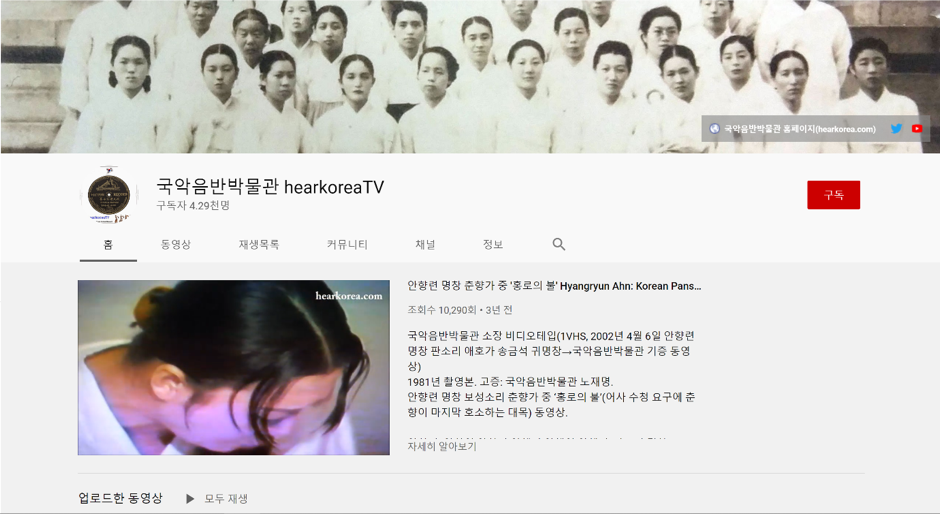 국악음반박물관 홈페이지(hearkorea.com)
국악음반박물관 hearkoreaTV
구독자 4.29천명
구독
홈 동영상 재생목록 커뮤니티 채널 정보
hearkorea.com
안향련 명창 춘향가 중 '홍로의 불' Hyangryun Ahn: Korean Pans...
조회수 10,290회 • 3년 전
국악음반박물관 소장 비디오테입(1VHS, 2002년 4월 6일 안향련
명창 판소리 애호가 송금석 귀명창→국악음반박물관 기증 동영
상)
1981년 촬영본. 고증: 국악음반박물관 노재명.
안향련 명창 보성소리 춘향가 중 '홍로의 불'(어사 수청 요구에 춘
향이 마지막 호소하는 대목) 동영상.
자세히 알아보기
업로드한 동영상 ▶ 모두 재생